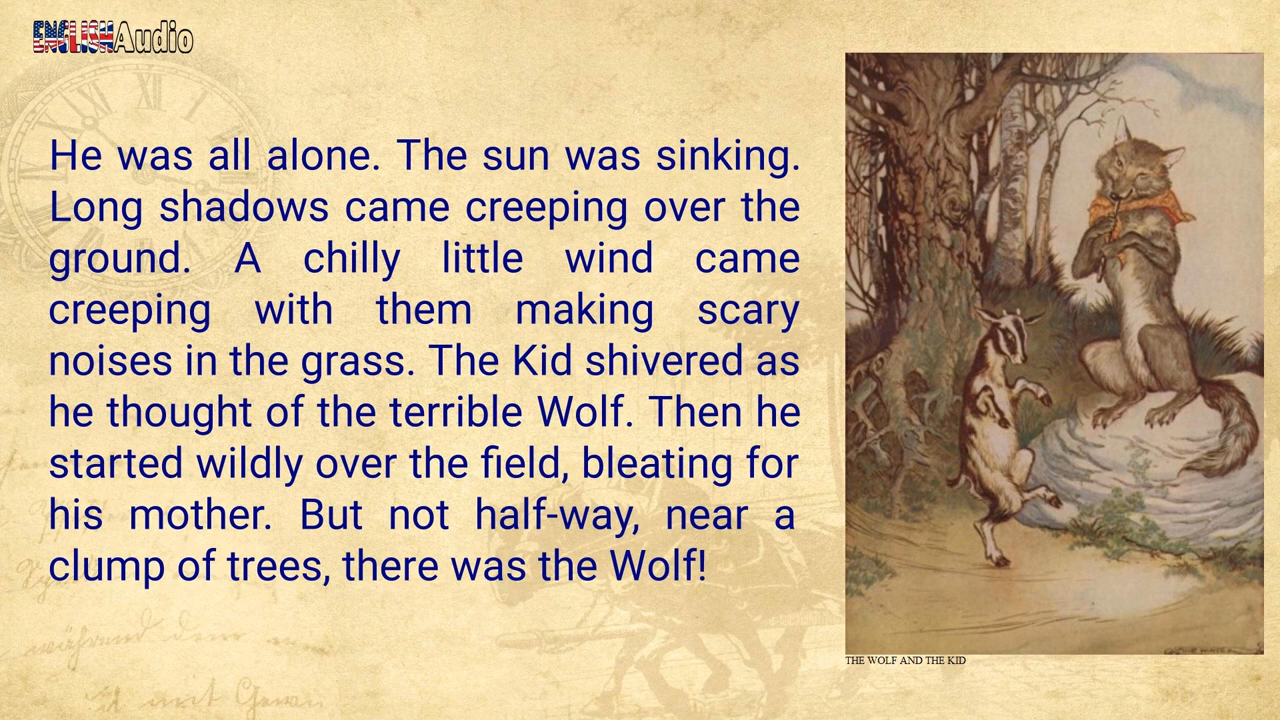 ENGLISHAudio
He was all alone. The sun was sinking.
Long shadows came creeping over the
ground. A chilly little wind came
creeping with them making scary
noises in the grass. The Kid shivered as
he thought of the terrible Wolf. Then he
started wildly over the field, bleating for
his mother. But not half-way, near a
clump of trees, there was the Wolf!
THE WOLF AND THE KID